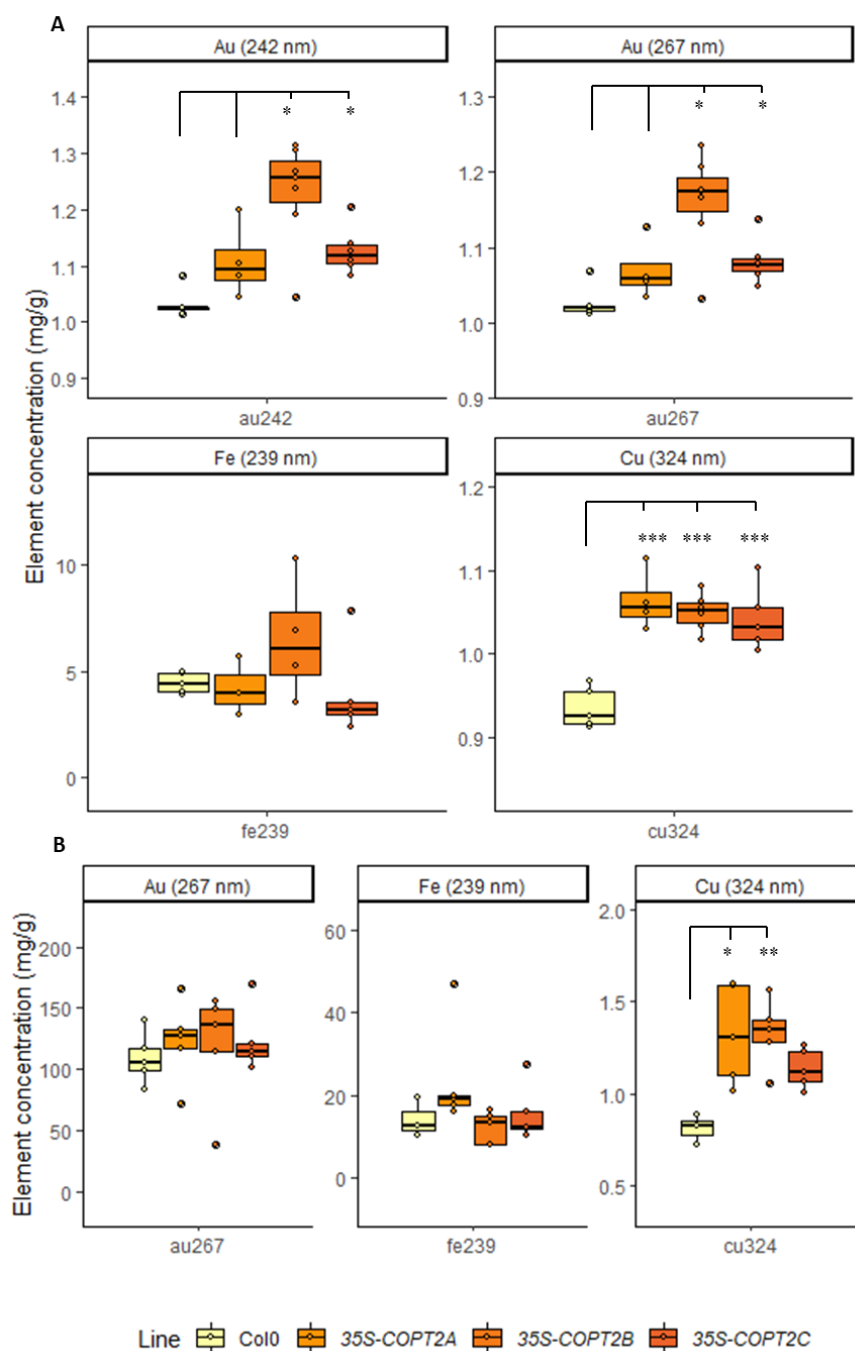 A
Au (242 nm)
Au (267 nm)
1.4
1.3
1.2
1.1
1.0
0.9
* *
au242
1.3
1.2
1.1
1.0
0.9
* *
au267
Element concentration (mg/g)
Fe (239 nm)
Cu (324 nm)
10
5
0
fe239
1.2
1.1
1.0
0.9
*** *** ***
cu324
B
Au (267 nm)
Fe (239 nm)
Cu (324 nm)
Element concentration (mg/g)
200
150
100
50
0
au267
60
40
20
0
fe239
2.0
1.5
1.0
0.5
* **
cu324
Line Col0 35S-COPT2A 35S-COPT2B 35S-COPT2C